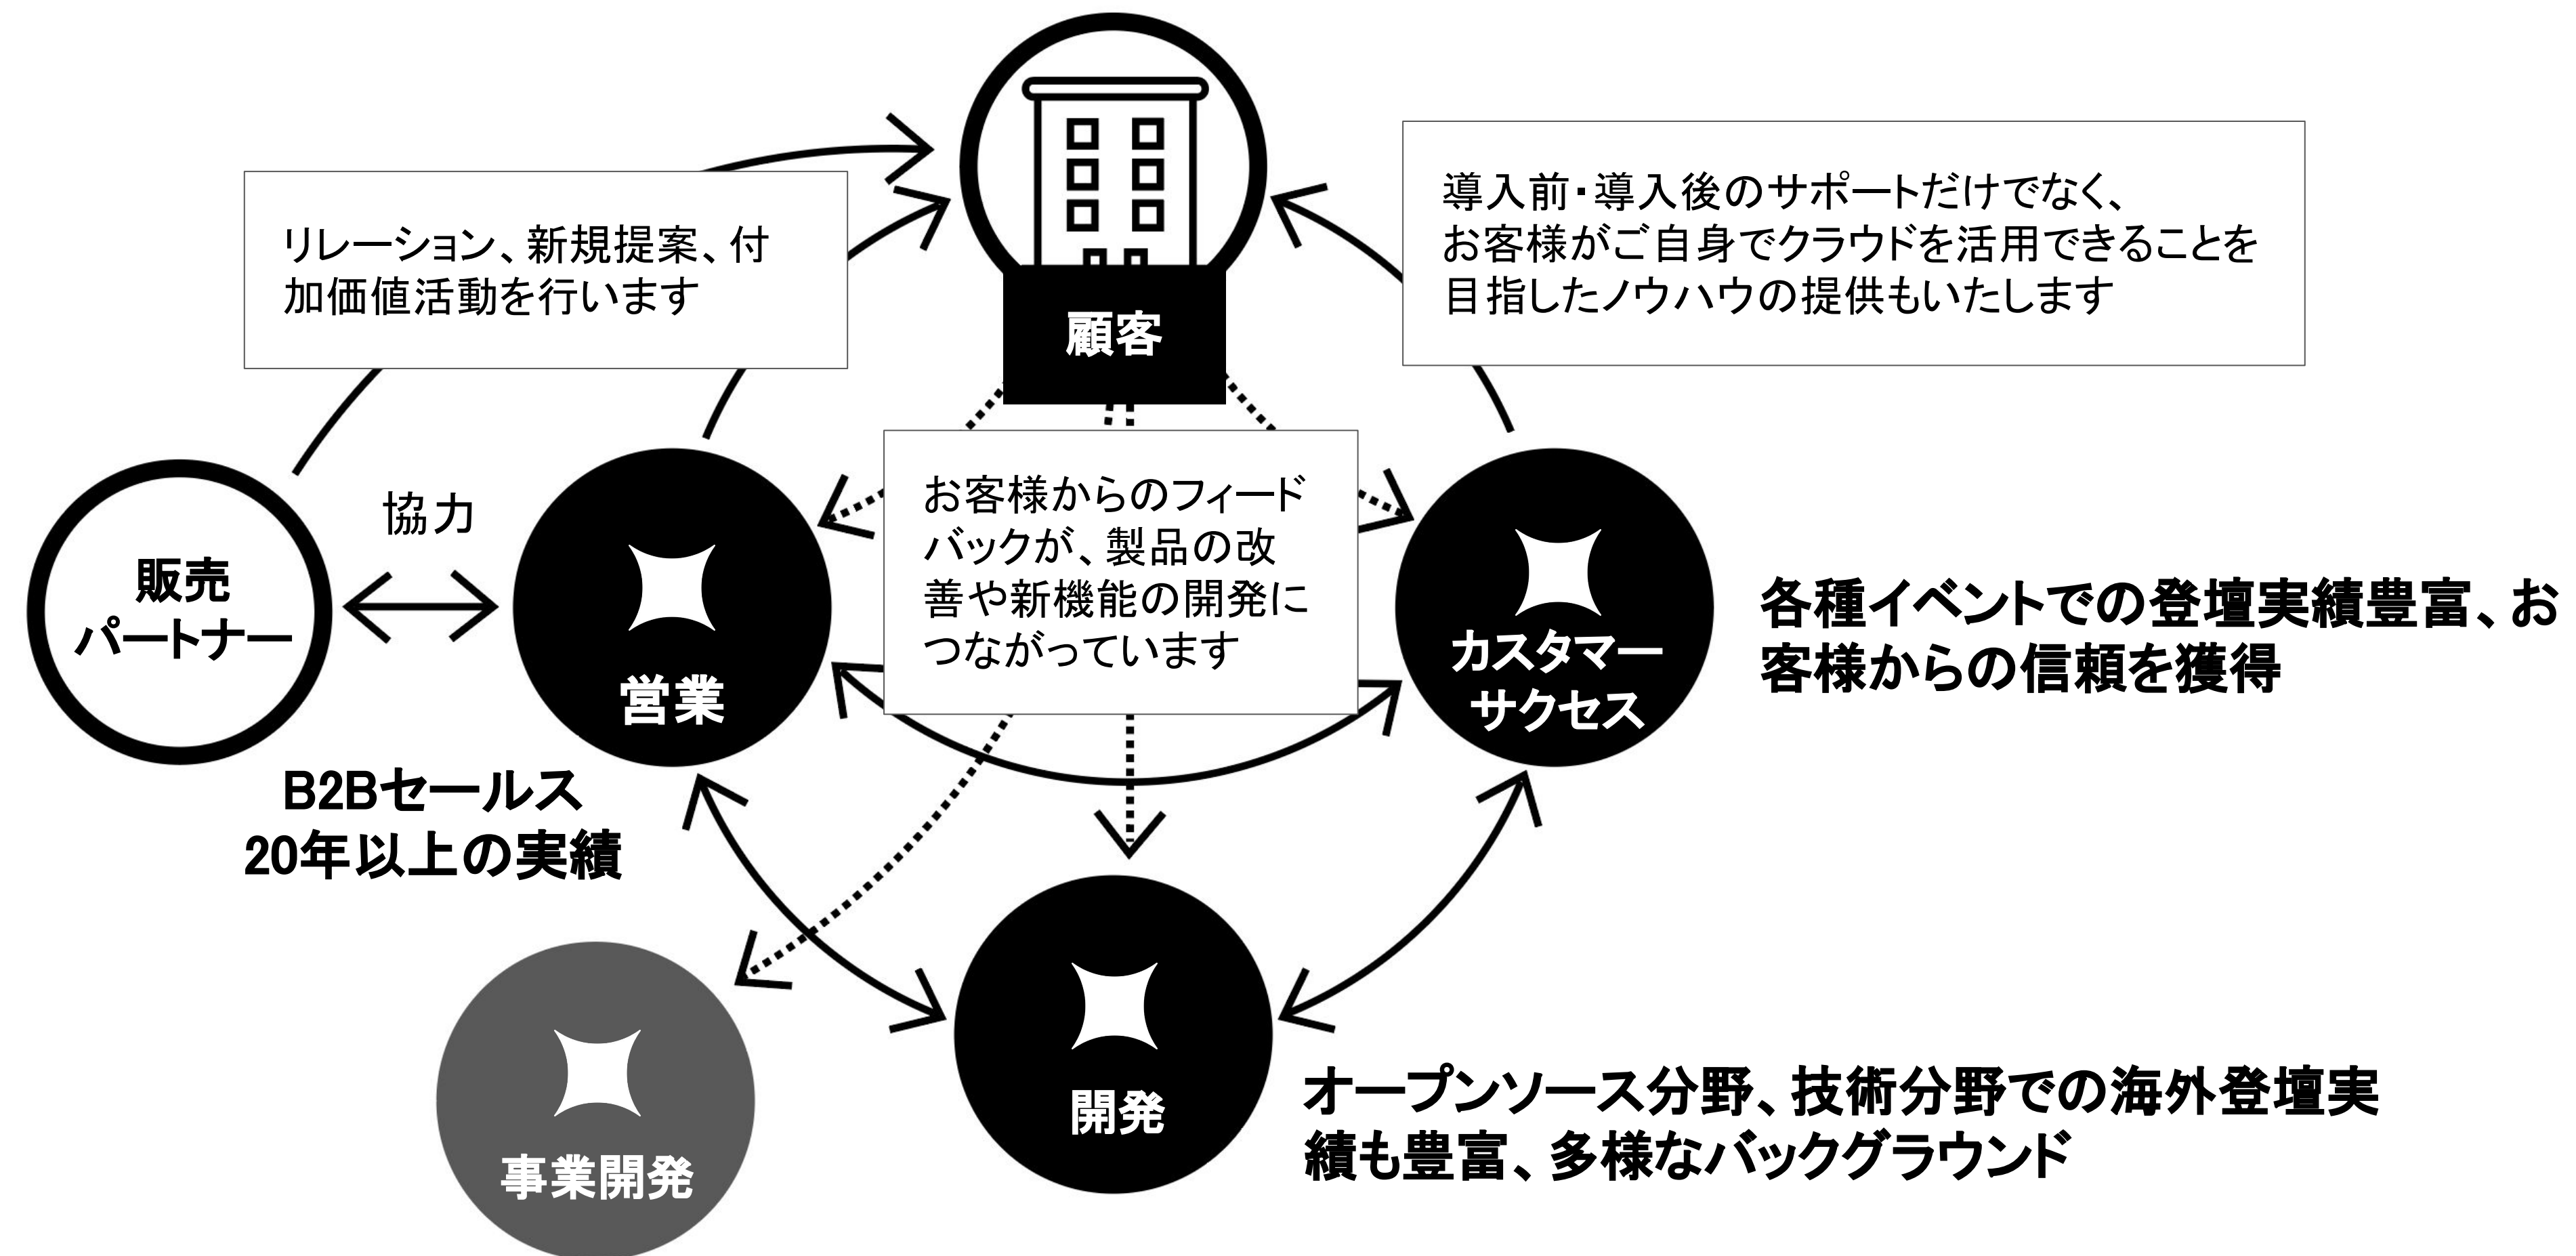 リレーション、新規提案、付
加価値活動を行います
導入前・導入後のサポートだけでなく、
お客様がご自身でクラウドを活用できることを
目指したノウハウの提供もいたします
顧客
お客様からのフィード
バックが、製品の改
善や新機能の開発に
つながっています
協力
販売
パートナー
営業
カスタマー
サクセス
各種イベントでの登壇実績豊富、お
客様からの信頼を獲得
B2Bセールス
20年以上の実績
開発
オープンソース分野、技術分野での海外登壇実
績も豊富、多様なバックグラウンド
事業開発